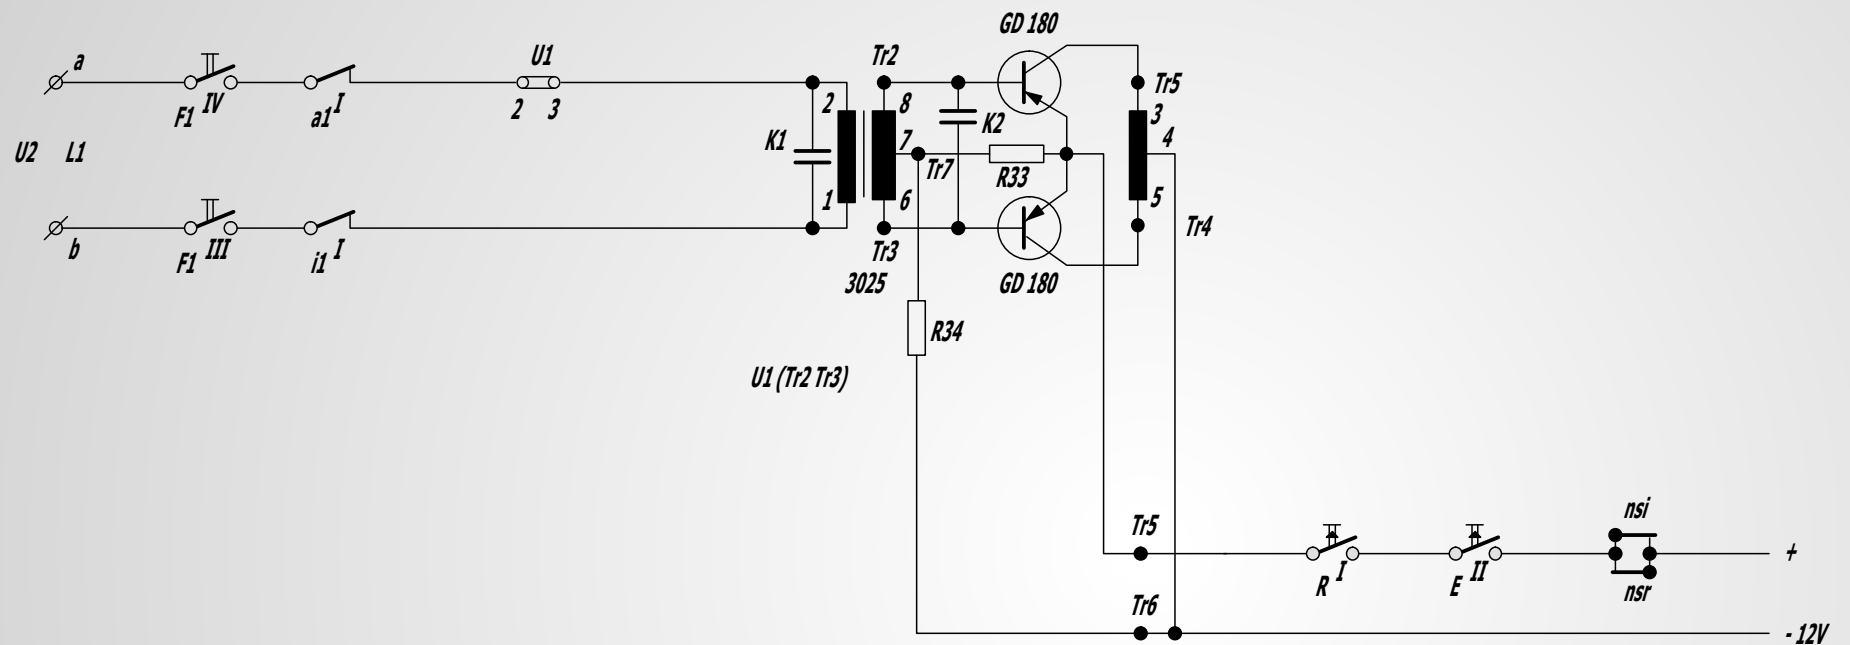 GD 180
a
U1
Tr2
Tr5
F1 IV
a1 I
2 3
2
8
3
K1
K2
4
U2 L1
7
Tr7
R33
1
6
5
b
F1 III
i1 I
Tr3
Tr4
3025
GD 180
R34
U1 (Tr2 Tr3)
nsi
Tr5
+
R I
E II
nsr
Tr6
- 12V